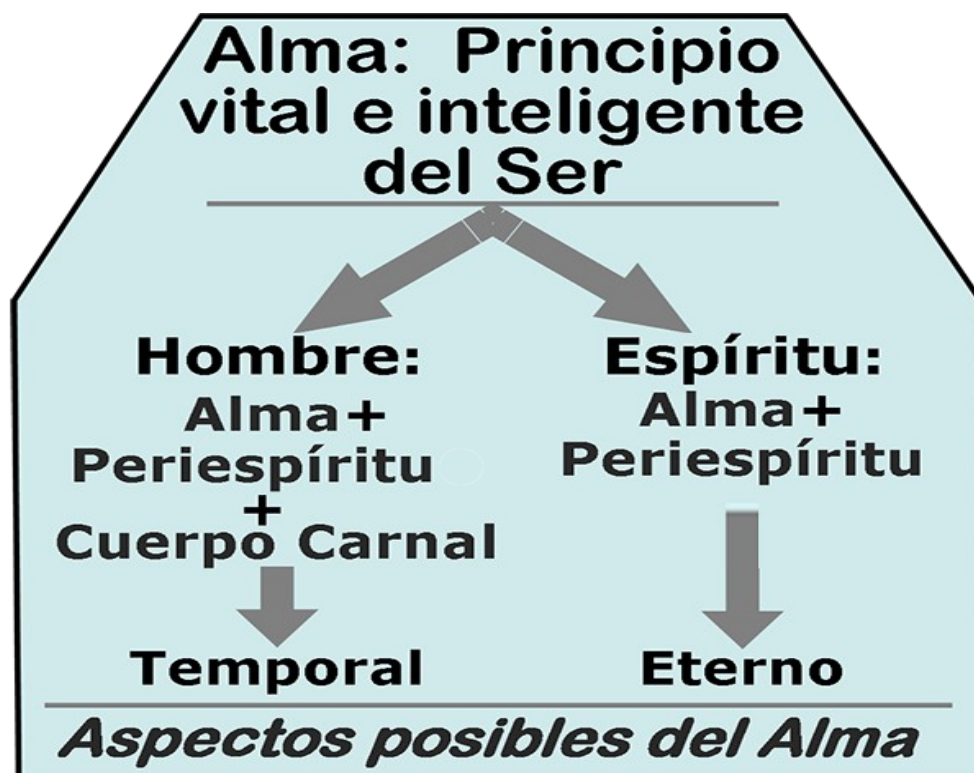 Alma: Principio
vital e inteligente
del Ser
Hombre:
Alma+
Periespíritu
+
Cuerpo Carnal
Temporal
Espíritu:
Alma+
Periespíritu
Eterno
Aspectos posibles del Alma